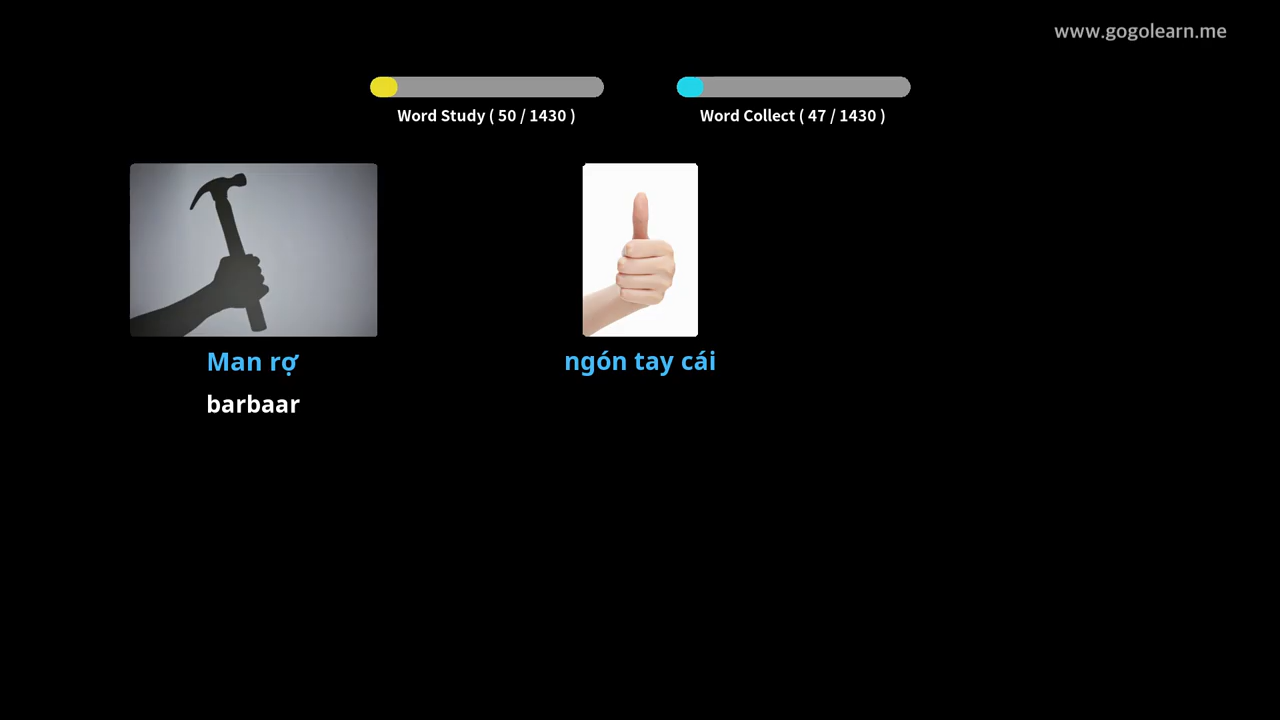 www.gogolearn.me
Word Study ( 50 / 1430 )
Word Collect ( 47 / 1430 )
Man rợ
barbaar
ngón tay cái